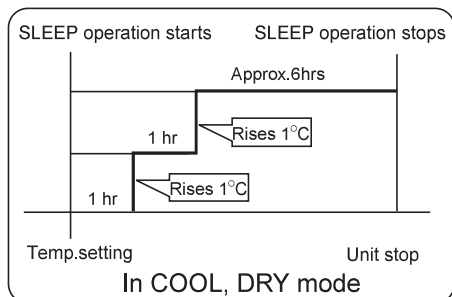 SLEEP operation starts SLEEP operation stops
Approx.6hrs
1 hr
Rises 1°C
1 hr
Rises 1°C
Temp.setting
Unit stop
In COOL, DRY mode